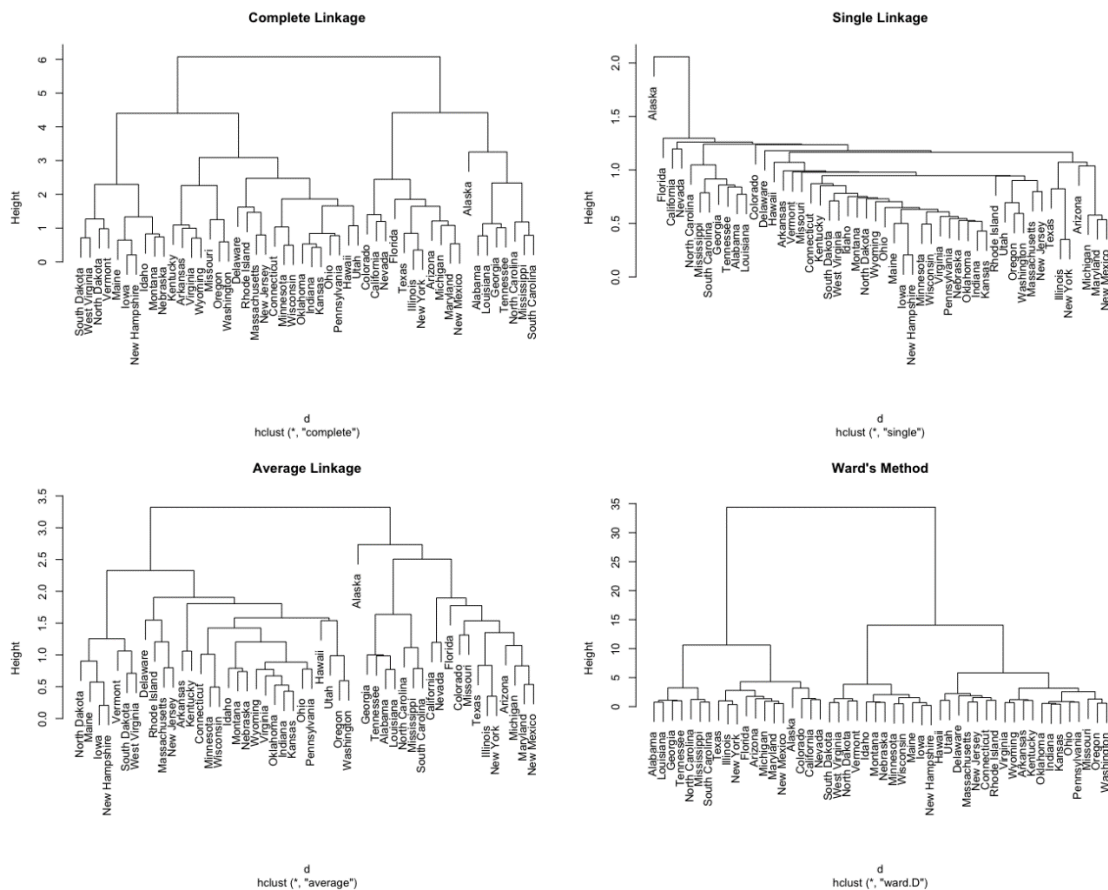 Complete Linkage
Height
0 1 2 3 4 5 6
South Dakota
West Virginia
North Dakota
Vermont
Maine
Iowa
New Hampshire
Idaho
Montana
Nebraska
Kentucky
Arkansas
Virginia
Wyoming
Missouri
Oregon
Washington
Delaware
Rhode Island
Massachusetts
New Jersey
Connecticut
Minnesota
Wisconsin
Oklahoma
Indiana
Kansas
Ohio
Pennsylvania
Hawaii
Utah
Colorado
California
Nevada
Florida
Texas
Illinois
New York
Arizona
Michigan
Maryland
New Mexico
Alaska
Alabama
Louisiana
Georgia
Tennessee
North Carolina
Mississippi
South Carolina
d
hclust (*, "complete")
Single Linkage
Height
0.0 0.5 1.0 1.5 2.0
Alaska
Florida
California
Nevada
North Carolina
Mississippi
South Carolina
Georgia
Tennessee
Alabama
Louisiana
Colorado
Delaware
Hawaii
Arkansas
Vermont
Missouri
Connecticut
Kentucky
South Dakota
West Virginia
Idaho
Montana
North Dakota
Wyoming
Ohio
Maine
Iowa
New Hampshire
Minnesota
Wisconsin
Virginia
Pennsylvania
Nebraska
Oklahoma
Indiana
Kansas
Rhode Island
Utah
Oregon
Washington
Massachusetts
New Jersey
Texas
Illinois
New York
Arizona
Michigan
Maryland
New Mexico
d
hclust (*, "single")
Average Linkage
Height
0.0 0.5 1.0 1.5 2.0 2.5 3.0 3.5
North Dakota
Maine
Iowa
New Hampshire
Vermont
South Dakota
West Virginia
Delaware
Rhode Island
Massachusetts
New Jersey
Arkansas
Kentucky
Connecticut
Minnesota
Wisconsin
Idaho
Montana
Nebraska
Wyoming
Virginia
Oklahoma
Indiana
Kansas
Ohio
Pennsylvania
Hawaii
Utah
Oregon
Washington
Alaska
Georgia
Tennessee
Alabama
Louisiana
North Carolina
Mississippi
South Carolina
California
Nevada
Florida
Colorado
Missouri
Texas
Illinois
New York
Arizona
Michigan
Maryland
New Mexico
d
hclust (*, "average")
Ward's Method
Height
0 5 10 15 20 25 30 35
Alabama
Louisiana
Georgia
Tennessee
North Carolina
Mississippi
South Carolina
Texas
Illinois
New York
Florida
Arizona
Michigan
Maryland
New Mexico
Alaska
Colorado
California
Nevada
South Dakota
West Virginia
North Dakota
Vermont
Idaho
Montana
Nebraska
Minnesota
Wisconsin
Maine
Iowa
New Hampshire
Hawaii
Utah
Delaware
Massachusetts
New Jersey
Connecticut
Rhode Island
Virginia
Wyoming
Arkansas
Kentucky
Oklahoma
Indiana
Kansas
Ohio
Pennsylvania
Missouri
Oregon
Washington
d
hclust (*, "ward.D")